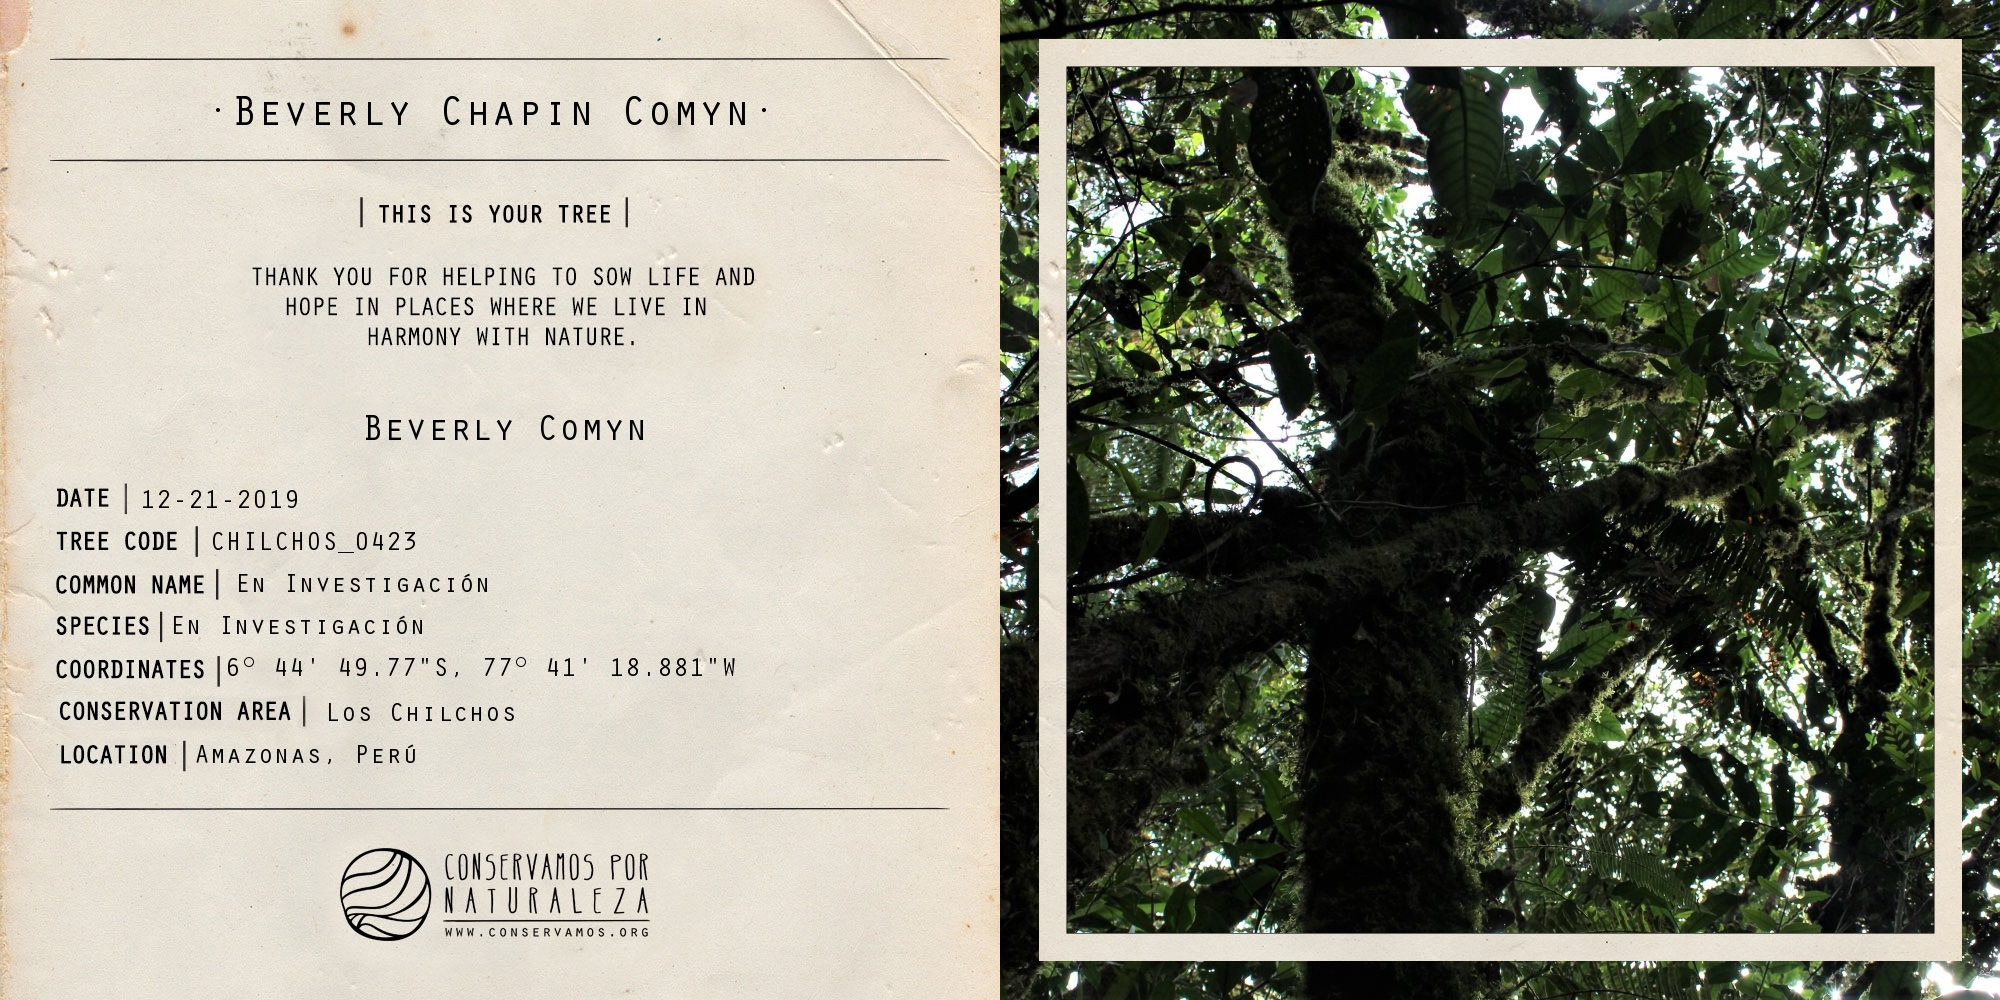 · Beverly Chapin Comyn ·
| THIS IS YOUR TREE |
THANK YOU FOR HELPING TO SOW LIFE AND
HOPE IN PLACES WHERE WE LIVE IN
HARMONY WITH NATURE.
Beverly Comyn
DATE | 12-21-2019
TREE CODE | CHILCHOS_0423
COMMON NAME | En Investigación
SPECIES | En Investigación
COORDINATES | 6° 44' 49.77"S, 77° 41' 18.881"W
CONSERVATION AREA | Los Chilchos
LOCATION | Amazonas, Perú
CONSERVAMOS POR
NATURALEZA
WWW.CONSERVAMOS.ORG